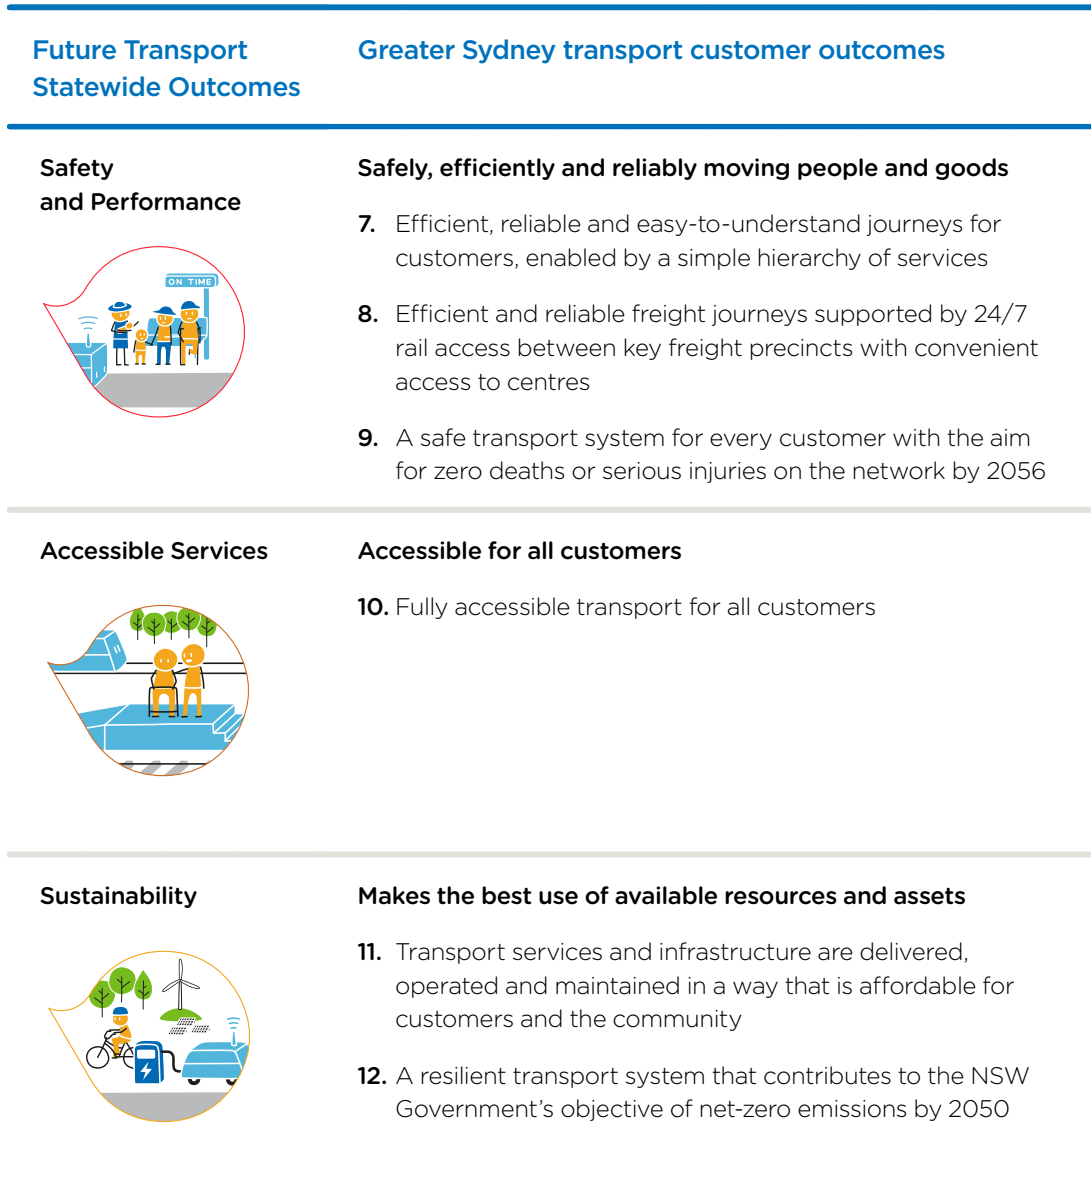 Future Transport
Statewide Outcomes
Greater Sydney transport customer outcomes
Safety
and Performance
ON TIME
Safely, efficiently and reliably moving people and goods
7. Efficient, reliable and easy-to-understand journeys for
customers, enabled by a simple hierarchy of services
8. Efficient and reliable freight journeys supported by 24/7
rail access between key freight precincts with convenient
access to centres
9. A safe transport system for every customer with the aim
for zero deaths or serious injuries on the network by 2056
Accessible Services
Accessible for all customers
10. Fully accessible transport for all customers
Sustainability
Makes the best use of available resources and assets
11. Transport services and infrastructure are delivered,
operated and maintained in a way that is affordable for
customers and the community
12. A resilient transport system that contributes to the NSW
Government’s objective of net-zero emissions by 2050